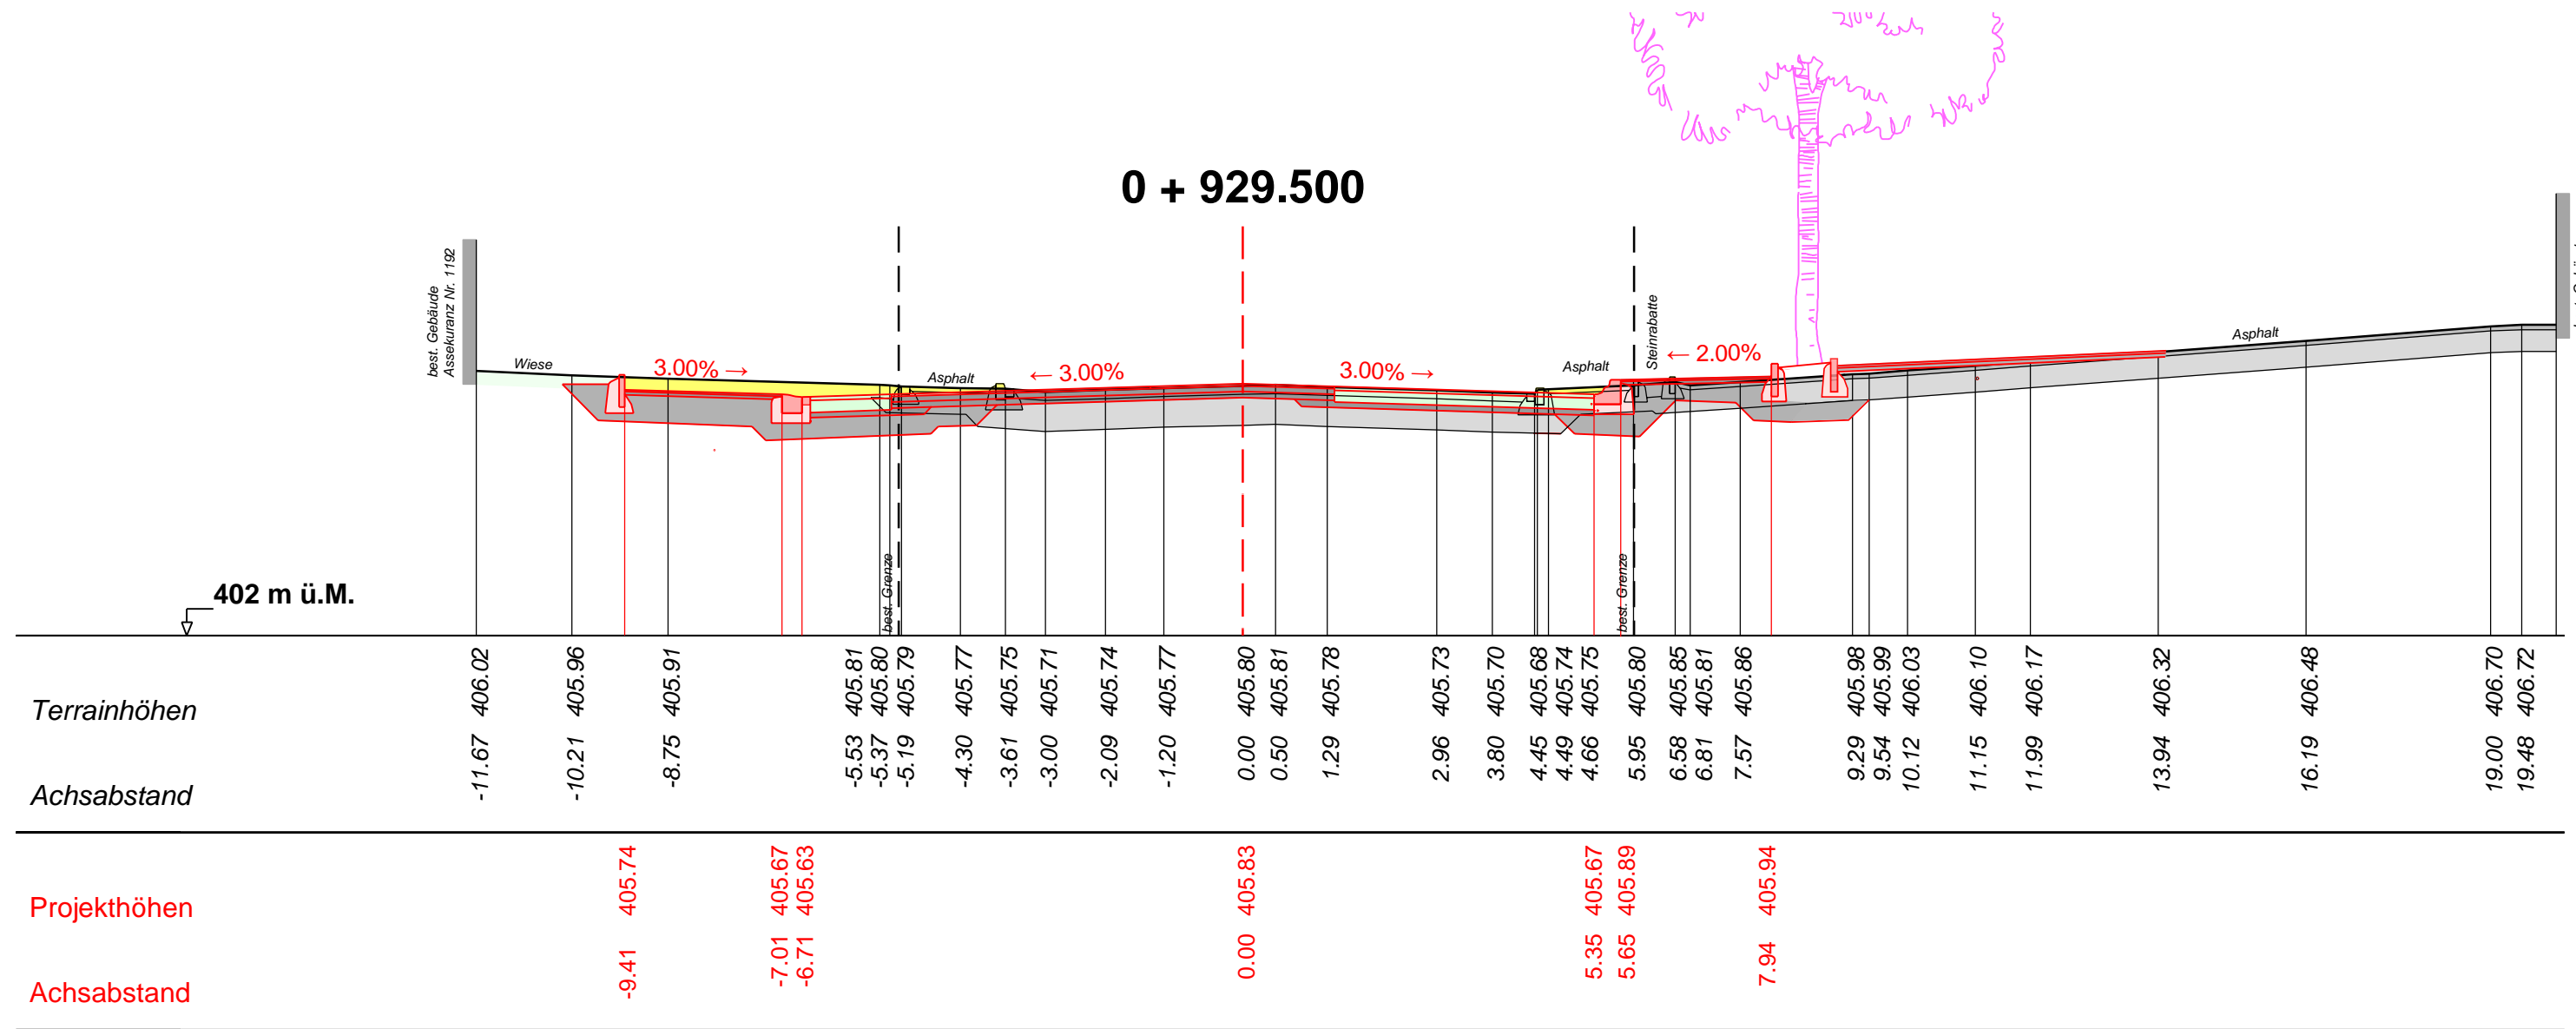 0 + 929.500
best. Gebäude
Assekuranz Nr. 1192
Wiese
3.00% →
Asphalt
← 3.00%
3.00% →
Asphalt
Steinrabatte
← 2.00%
Asphalt
best. Grenze
best. Grenze
402 m ü.M.
Terrainhöhen
406.02 405.96 405.91 405.81 405.80 405.79 405.77 405.75 405.71 405.74 405.77 405.80 405.81 405.78 405.73 405.70 405.68 405.74 405.75 405.80 405.85 405.81 405.86 405.98 405.99 406.03 406.10 406.17 406.32 406.48 406.70 406.72
Achsabstand
-11.67 -10.21 -8.75 -5.53 -5.37 -5.19 -4.30 -3.61 -3.00 -2.09 -1.20 0.00 0.50 1.29 2.96 3.80 4.45 4.49 4.66 5.95 6.58 6.81 7.57 9.29 9.54 10.12 11.15 11.99 13.94 16.19 19.00 19.48
Projekthöhen
405.74 405.67 405.63 405.83 405.67 405.89 405.94
Achsabstand
-9.41 -7.01 -6.71 0.00 5.35 5.65 7.94